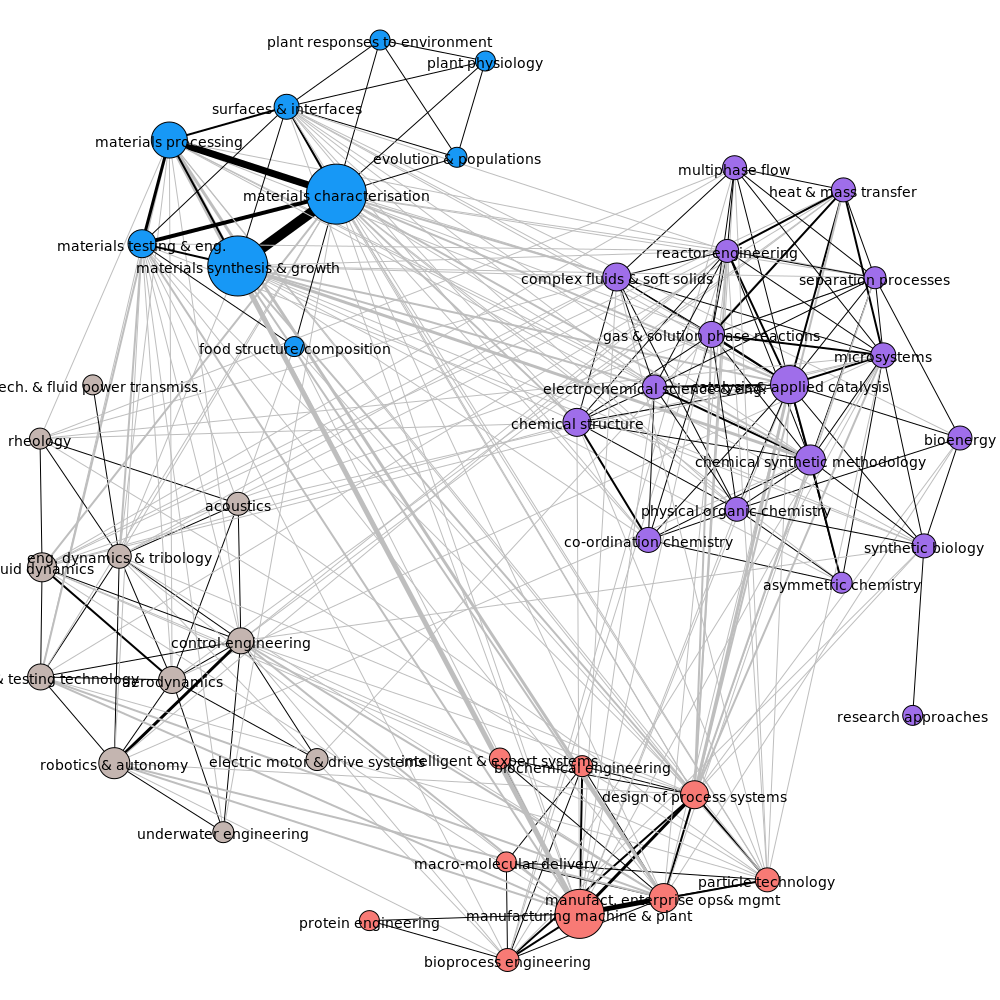 plant responses to environment
plant physiology
surfaces & interfaces
materials processing
evolution & populations
materials characterisation
materials testing & eng.
materials synthesis & growth
food structure/composition
multiphase flow
heat & mass transfer
reactor engineering
complex fluids & soft solids
separation processes
gas & solution phase reactions
microsystems
electrochemical science & eng.
catalysis & applied catalysis
chemical structure
bioenergy
chemical synthetic methodology
physical organic chemistry
co-ordination chemistry
synthetic biology
asymmetric chemistry
research approaches
ech. & fluid power transmiss.
rheology
acoustics
eng. dynamics & tribology
uid dynamics
control engineering
& testing technology
aerodynamics
robotics & autonomy
electric motor & drive systems
underwater engineering
intelligent & expert systems
biochemical engineering
design of process systems
macro-molecular delivery
particle technology
manufact. enterprise ops& mgmt
manufacturing machine & plant
protein engineering
bioprocess engineering